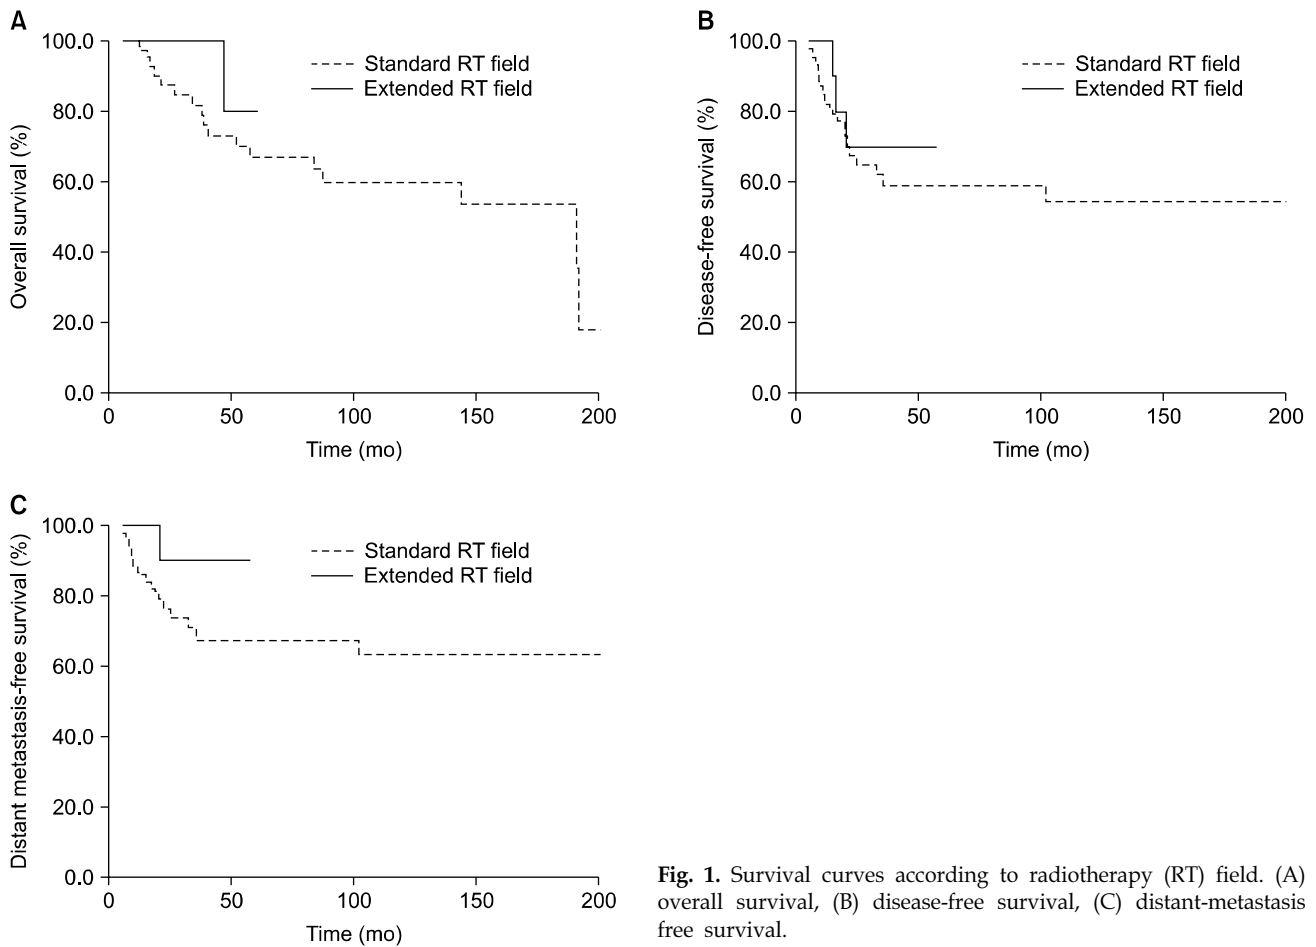 A
100.0
80.0
60.0
40.0
20.0
0.0
Overall survival (%)
Standard RT field
Extended RT field
0 50 100 150 200
Time (mo)
B
100.0
80.0
60.0
40.0
20.0
0.0
Disease-free survival (%)
Standard RT field
Extended RT field
0 50 100 150 200
Time (mo)
C
100.0
80.0
60.0
40.0
20.0
0.0
Distant metastasis-free survival (%)
Standard RT field
Extended RT field
0 50 100 150 200
Time (mo)
Fig. 1. Survival curves according to radiotherapy (RT) field. (A)
overall survival, (B) disease-free survival, (C) distant-metastasis
free survival.